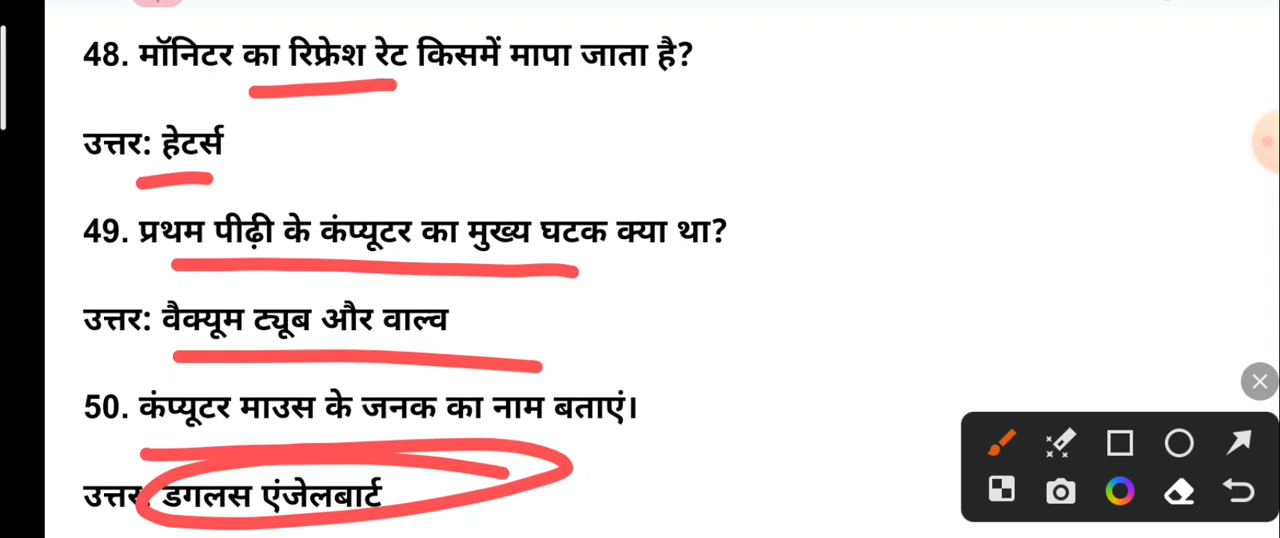 48. मॉनिटर का रिफ्रेश रेट किसमें मापा जाता है?
उत्तर: हेटर्स
49. प्रथम पीढ़ी के कंप्यूटर का मुख्य घटक क्या था?
उत्तर: वैक्यूम ट्यूब और वाल्व
50. कंप्यूटर माउस के जनक का नाम बताएं।
उत्तर: डगलस एंजेलबार्ट